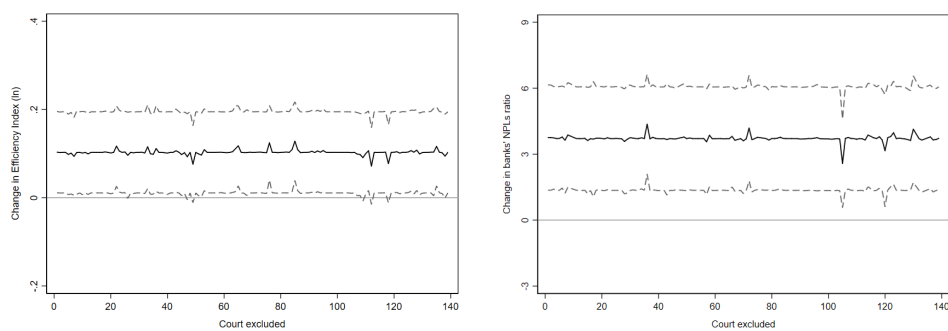 Change in Efficiency Index (ln)
.4
.2
0
-.2
0 20 40 60 80 100 120 140
Court excluded
Change in banks' NPLs ratio
9
6
3
0
-3
0 20 40 60 80 100 120 140
Court excluded